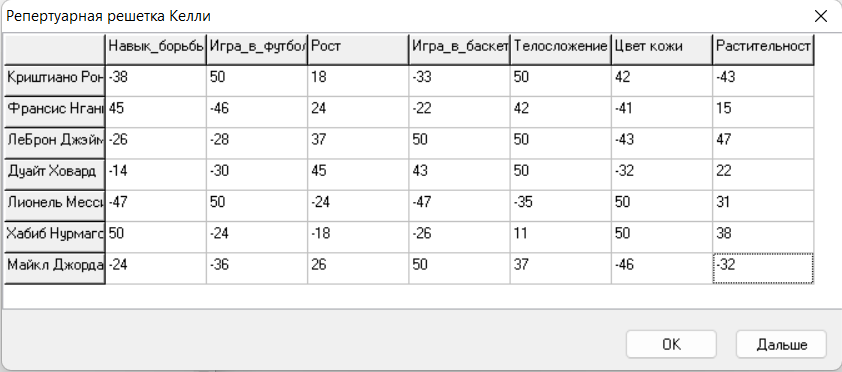 Репертуарная решетка Келли
Навык_борьбь Игра_в_футбол Рост Игра_в_баскет Телосложение Цвет кожи Растительност
Криштиано Рон -38 50 18 -33 50 42 -43
Франсис Нган 45 -46 24 -22 42 -41 15
ЛеБрон Джэйм -26 -28 37 50 50 -43 47
Дуайт Ховард -14 -30 45 43 50 -32 22
Лионель Месси -47 50 -24 -47 -35 50 31
Хабиб Нурмаго 50 -24 -18 -26 11 50 38
Майкл Джорда -24 -36 26 50 37 -46 -32
OK Дальше